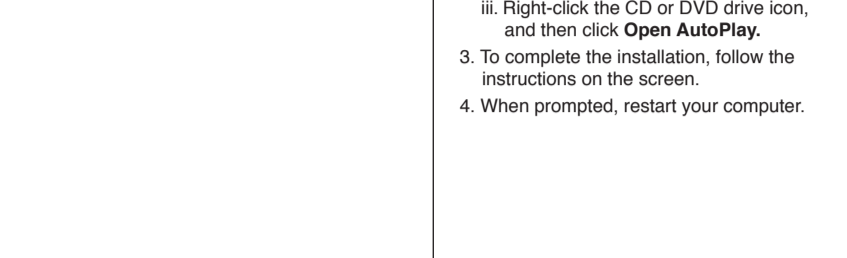 iii. Right-click the CD or DVD drive icon,
and then click Open AutoPlay.
3. To complete the installation, follow the
instructions on the screen.
4. When prompted, restart your computer.